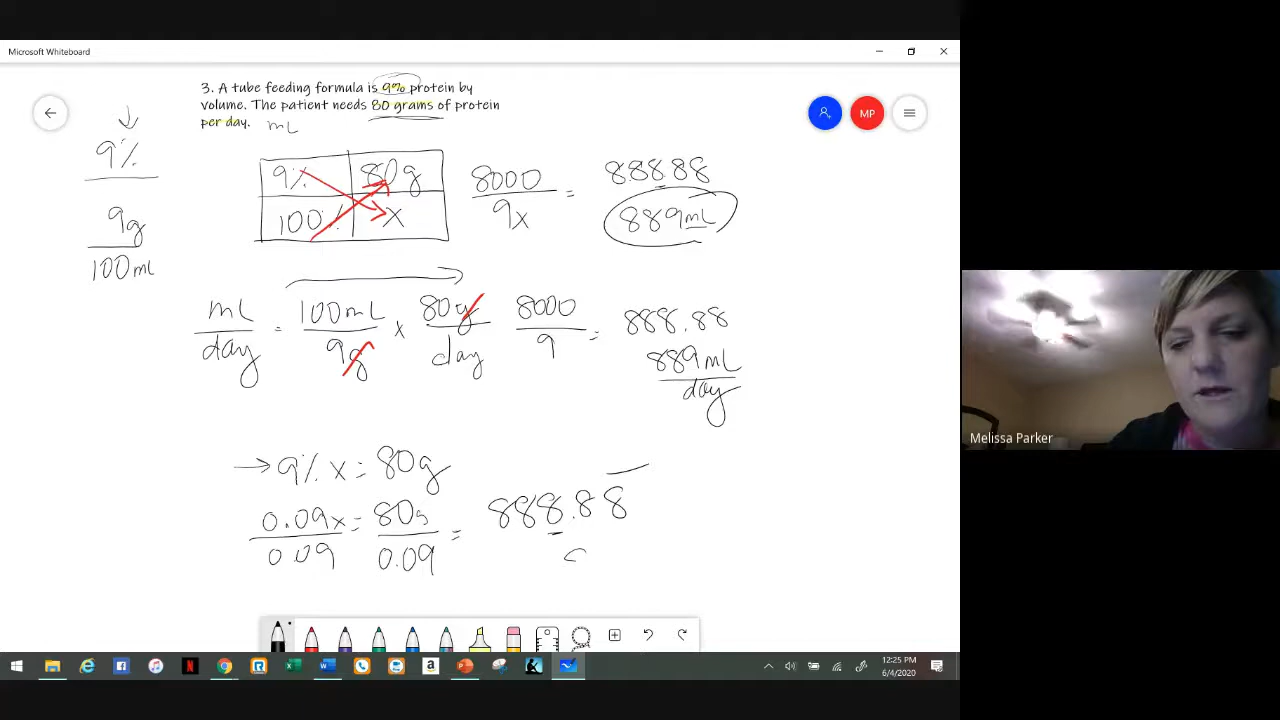 Microsoft Whiteboard
3. A tube feeding formula is 9% protein by
volume. The patient needs 80 grams of protein
per day. mL
9%
9g
100mL
9% 80g
100% X
8000
9x
=
888.88
889mL
mL
day
=
100mL
9g
x
80g
day
8000
9
=
888.88
889mL
day
→ 9% x = 80g
0.09x = 80g
0.09 0.09
=
888.88
MP
Melissa Parker
12:25 PM
6/4/2020